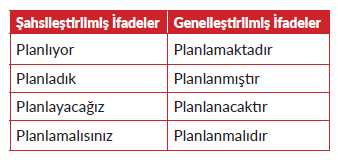 Şahsileştirilmiş İfadeler Genelleştirilmiş İfadeler
Planlıyor Planlamaktadır
Planladık Planlanmıştır
Planlayacağız Planlanacaktır
Planlamalısınız Planlanmalıdır